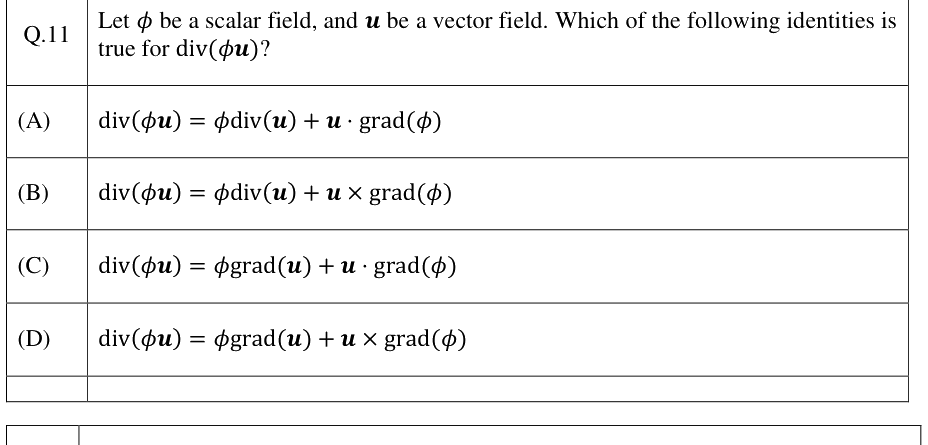 Q.11 Let ϕ be a scalar field, and 𝒖 be a vector field. Which of the following identities is
true for div(ϕ𝒖)?
(A) div(ϕ𝒖) = ϕdiv(𝒖) + 𝒖 · grad(ϕ)
(B) div(ϕ𝒖) = ϕdiv(𝒖) + 𝒖 × grad(ϕ)
(C) div(ϕ𝒖) = ϕgrad(𝒖) + 𝒖 · grad(ϕ)
(D) div(ϕ𝒖) = ϕgrad(𝒖) + 𝒖 × grad(ϕ)